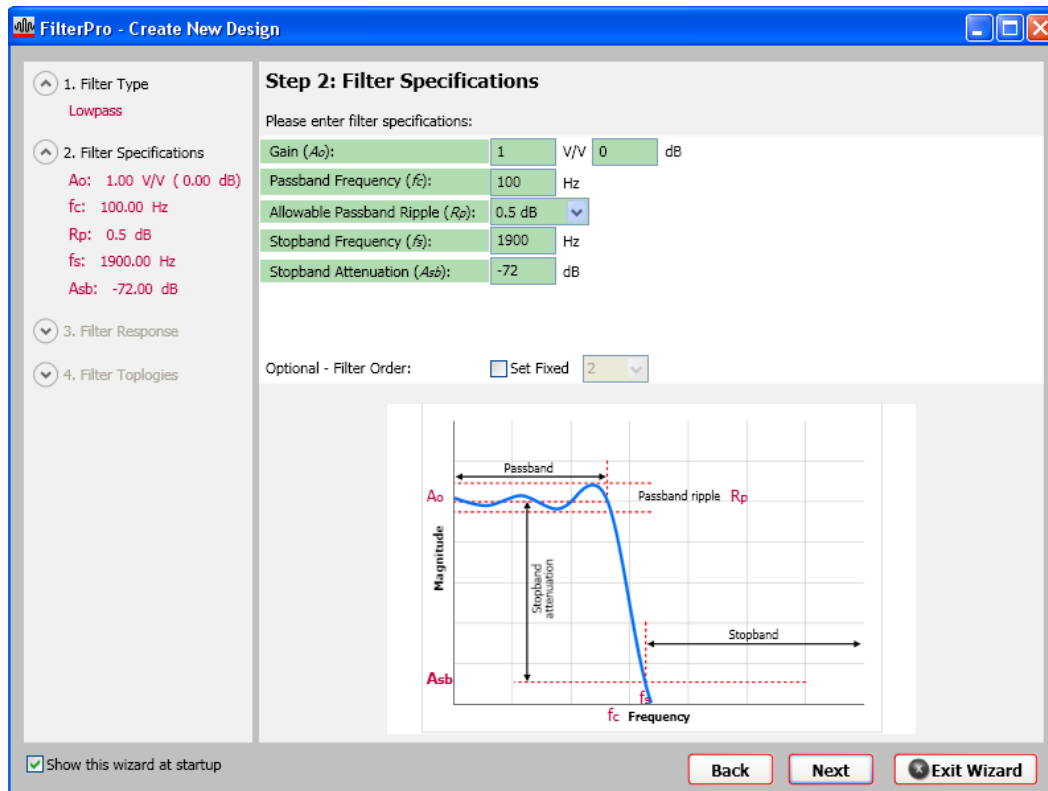 FilterPro - Create New Design
1. Filter Type
Lowpass
2. Filter Specifications
Ao: 1.00 V/V ( 0.00 dB)
fc: 100.00 Hz
Rp: 0.5 dB
fs: 1900.00 Hz
Asb: -72.00 dB
3. Filter Response
4. Filter Toplogies
Step 2: Filter Specifications
Please enter filter specifications:
Gain (Ao): 1 V/V 0 dB
Passband Frequency (fc): 100 Hz
Allowable Passband Ripple (Rp): 0.5 dB
Stopband Frequency (fs): 1900 Hz
Stopband Attenuation (Asb): -72 dB
Optional - Filter Order: Set Fixed 2
Passband
Ao
Passband ripple Rp
Magnitude
Stopband
attenuation
Stopband
Asb
fs
fc Frequency
Show this wizard at startup
Back
Next
x Exit Wizard